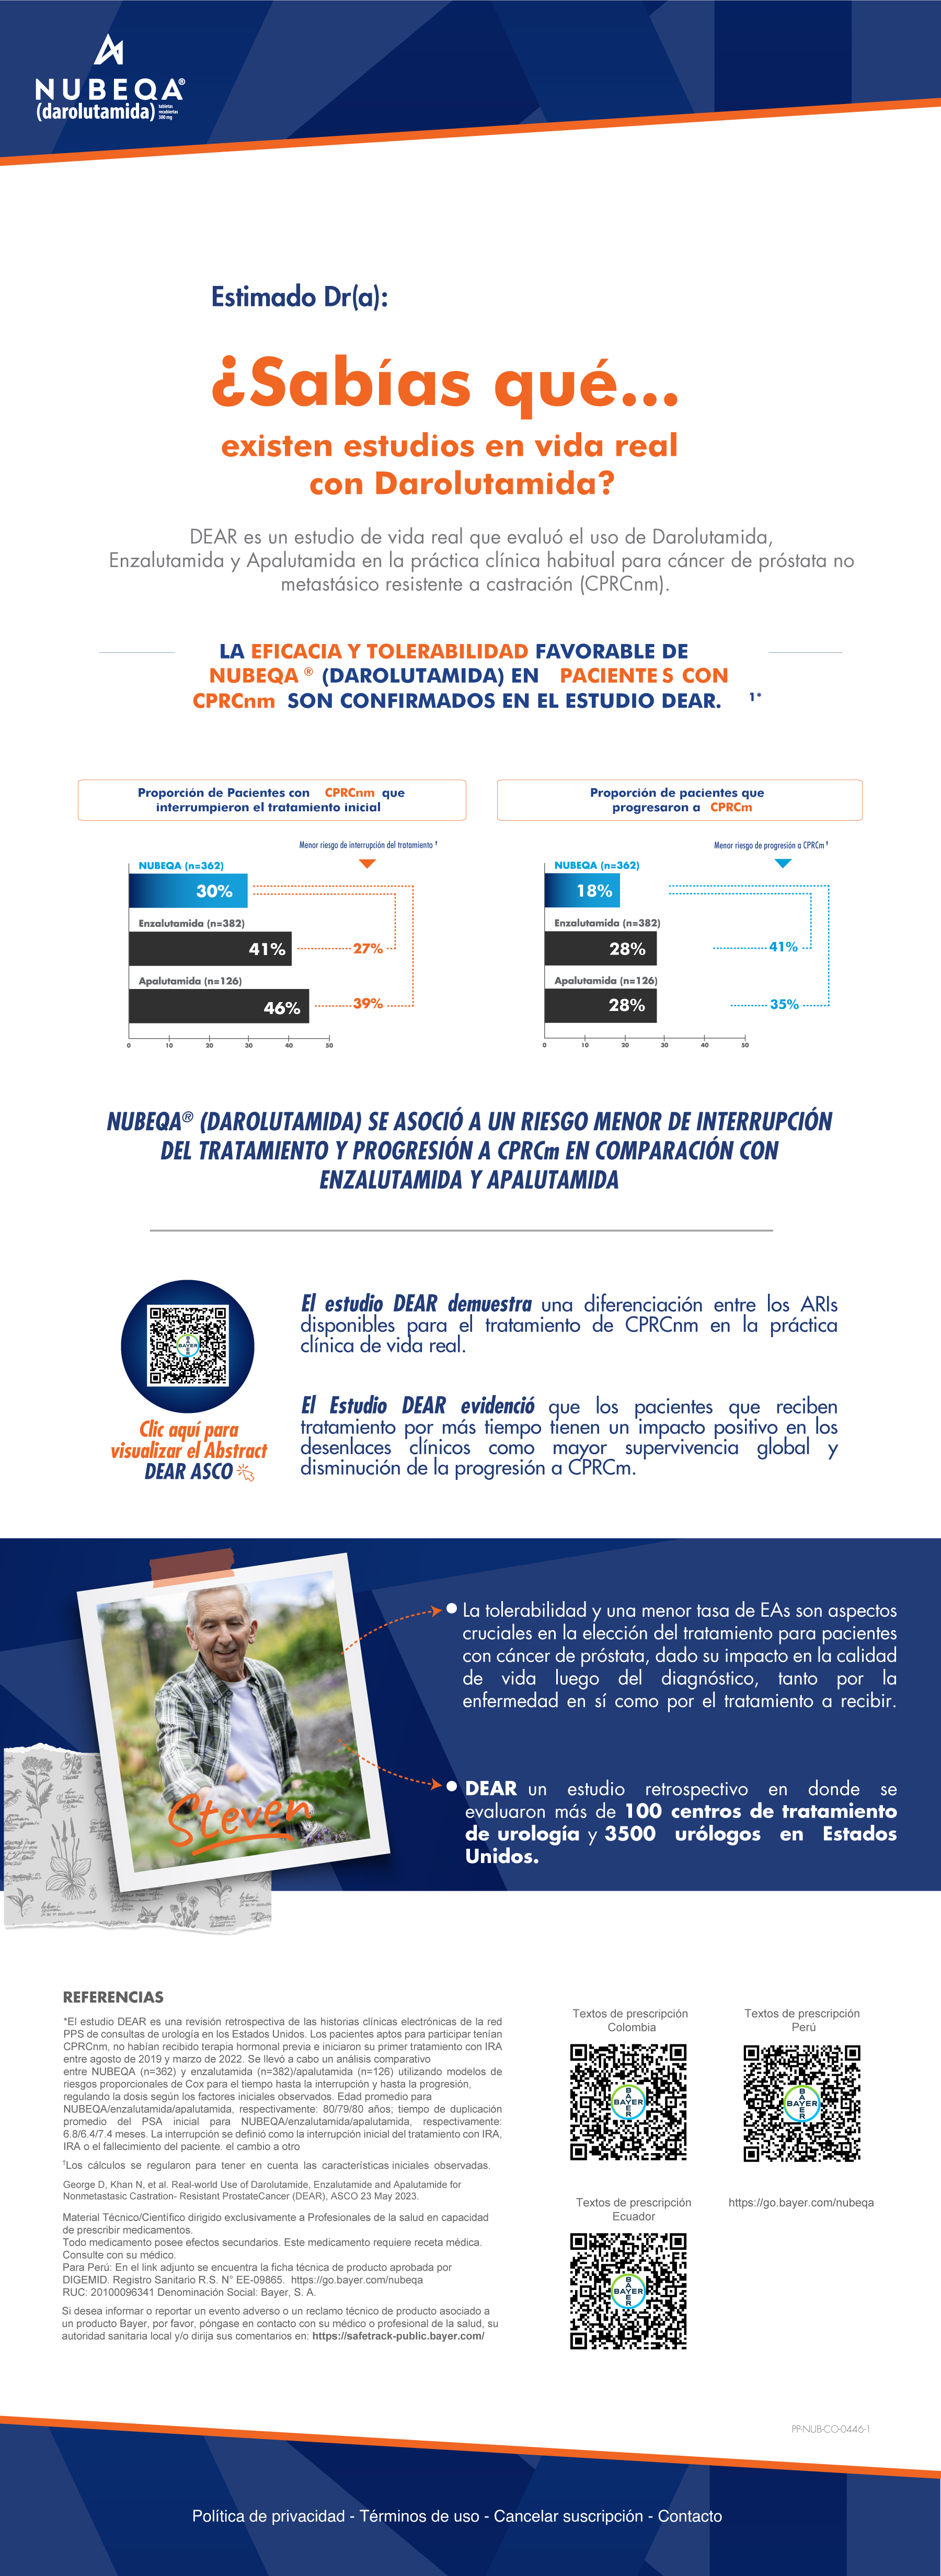 NUBEQA®
(darolutamida) tabletas recubiertas 300 mg
Estimado Dr(a):
¿Sabías qué...
existen estudios en vida real
con Darolutamida?
DEAR es un estudio de vida real que evaluó el uso de Darolutamida,
Enzalutamida y Apalutamida en la práctica clínica habitual para cáncer de próstata no
metastásico resistente a castración (CPRCnm).
LA EFICACIA Y TOLERABILIDAD FAVORABLE DE
NUBEQA ® (DAROLUTAMIDA) EN PACIENTE S CON
CPRCnm SON CONFIRMADOS EN EL ESTUDIO DEAR. 1*
Proporción de Pacientes con CPRCnm que
interrumpieron el tratamiento inicial
Menor riesgo de interrupción del tratamiento †
NUBEQA (n=362)
30%
Enzalutamida (n=382)
41%
27%
Apalutamida (n=126)
46%
39%
0 10 20 30 40 50
Proporción de pacientes que
progresaron a CPRCm
Menor riesgo de progresión a CPRCm †
NUBEQA (n=362)
18%
Enzalutamida (n=382)
28%
41%
Apalutamida (n=126)
28%
35%
0 10 20 30 40 50
NUBEQA® (DAROLUTAMIDA) SE ASOCIÓ A UN RIESGO MENOR DE INTERRUPCIÓN
DEL TRATAMIENTO Y PROGRESIÓN A CPRCm EN COMPARACIÓN CON
ENZALUTAMIDA Y APALUTAMIDA
BAYER
Clic aquí para
visualizar el Abstract
DEAR ASCO
El estudio DEAR demuestra una diferenciación entre los ARIs
disponibles para el tratamiento de CPRCnm en la práctica
clínica de vida real.
El Estudio DEAR evidenció que los pacientes que reciben
tratamiento por más tiempo tienen un impacto positivo en los
desenlaces clínicos como mayor supervivencia global y
disminución de la progresión a CPRCm.
Steven
La tolerabilidad y una menor tasa de EAs son aspectos
cruciales en la elección del tratamiento para pacientes
con cáncer de próstata, dado su impacto en la calidad
de vida luego del diagnóstico, tanto por la
enfermedad en sí como por el tratamiento a recibir.
DEAR un estudio retrospectivo en donde se
evaluaron más de 100 centros de tratamiento
de urología y 3500 urólogos en Estados
Unidos.
REFERENCIAS
*El estudio DEAR es una revisión retrospectiva de las historias clínicas electrónicas de la red
PPS de consultas de urología en los Estados Unidos. Los pacientes aptos para participar tenían
CPRCnm, no habían recibido terapia hormonal previa e iniciaron su primer tratamiento con IRA
entre agosto de 2019 y marzo de 2022. Se llevó a cabo un análisis comparativo
entre NUBEQA (n=362) y enzalutamida (n=382)/apalutamida (n=126) utilizando modelos de
riesgos proporcionales de Cox para el tiempo hasta la interrupción y hasta la progresión,
regulando la dosis según los factores iniciales observados. Edad promedio para
NUBEQA/enzalutamida/apalutamida, respectivamente: 80/79/80 años; tiempo de duplicación
promedio del PSA inicial para NUBEQA/enzalutamida/apalutamida, respectivamente:
6.8/6.4/7.4 meses. La interrupción se definió como la interrupción inicial del tratamiento con IRA,
IRA o el fallecimiento del paciente. el cambio a otro
†Los cálculos se regularon para tener en cuenta las características iniciales observadas.
George D, Khan N, et al. Real-world Use of Darolutamide, Enzalutamide and Apalutamide for
Nonmetastasic Castration- Resistant ProstateCancer (DEAR), ASCO 23 May 2023.
Material Técnico/Científico dirigido exclusivamente a Profesionales de la salud en capacidad
de prescribir medicamentos.
Todo medicamento posee efectos secundarios. Este medicamento requiere receta médica.
Consulte con su médico.
Para Perú: En el link adjunto se encuentra la ficha técnica de producto aprobada por
DIGEMID. Registro Sanitario R.S. N° EE-09865. https://go.bayer.com/nubeqa
RUC: 20100096341 Denominación Social: Bayer, S. A.
Si desea informar o reportar un evento adverso o un reclamo técnico de producto asociado a
un producto Bayer, por favor, póngase en contacto con su médico o profesional de la salud, su
autoridad sanitaria local y/o dirija sus comentarios en: https://safetrack-public.bayer.com/
Textos de prescripción
Colombia
BAYER
Textos de prescripción
Perú
BAYER
Textos de prescripción
Ecuador
BAYER
https://go.bayer.com/nubeqa
PP-NUB-CO-0446-1
Política de privacidad - Términos de uso - Cancelar suscripción - Contacto